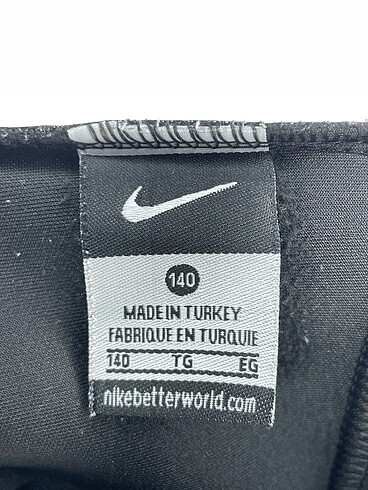 140
MADE IN TURKEY
FABRIQUE EN TURQUIE
140 TG EG
nikebetterworld.com